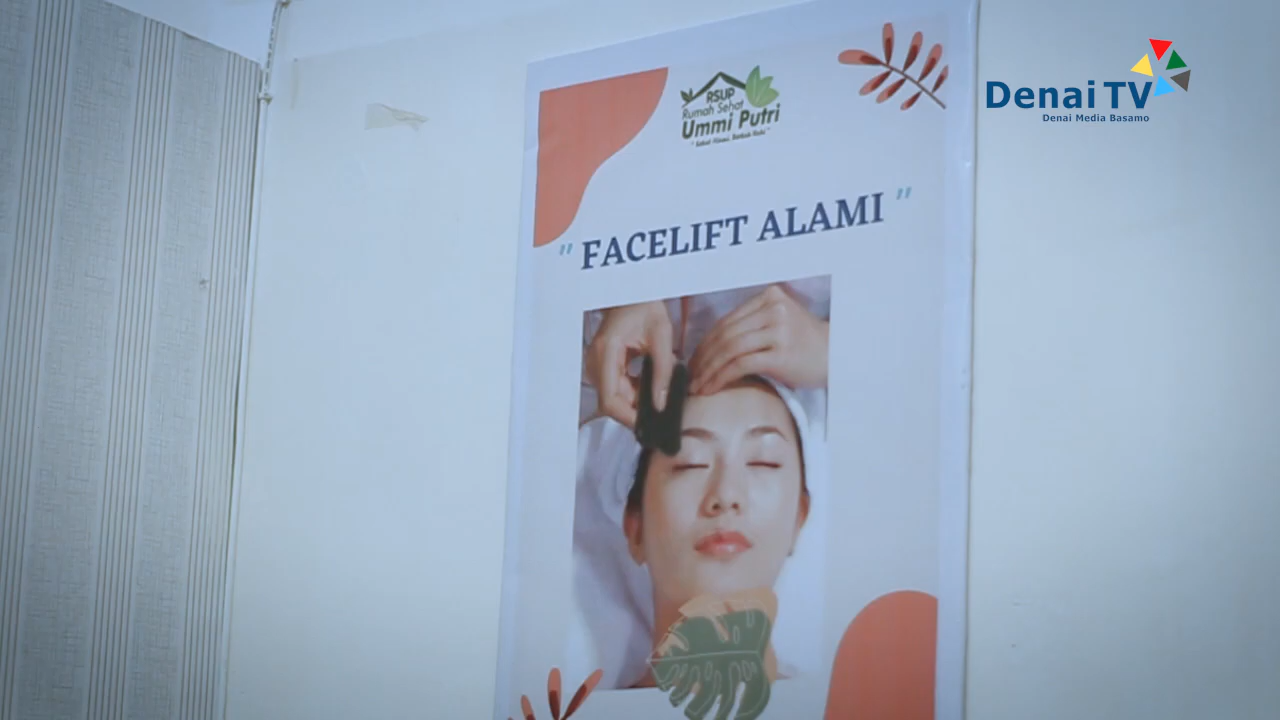 RSUP
Rumah Sehat
Ummi Putri
" FACELIFT ALAMI "
Denai TV
Denai Media Basamo